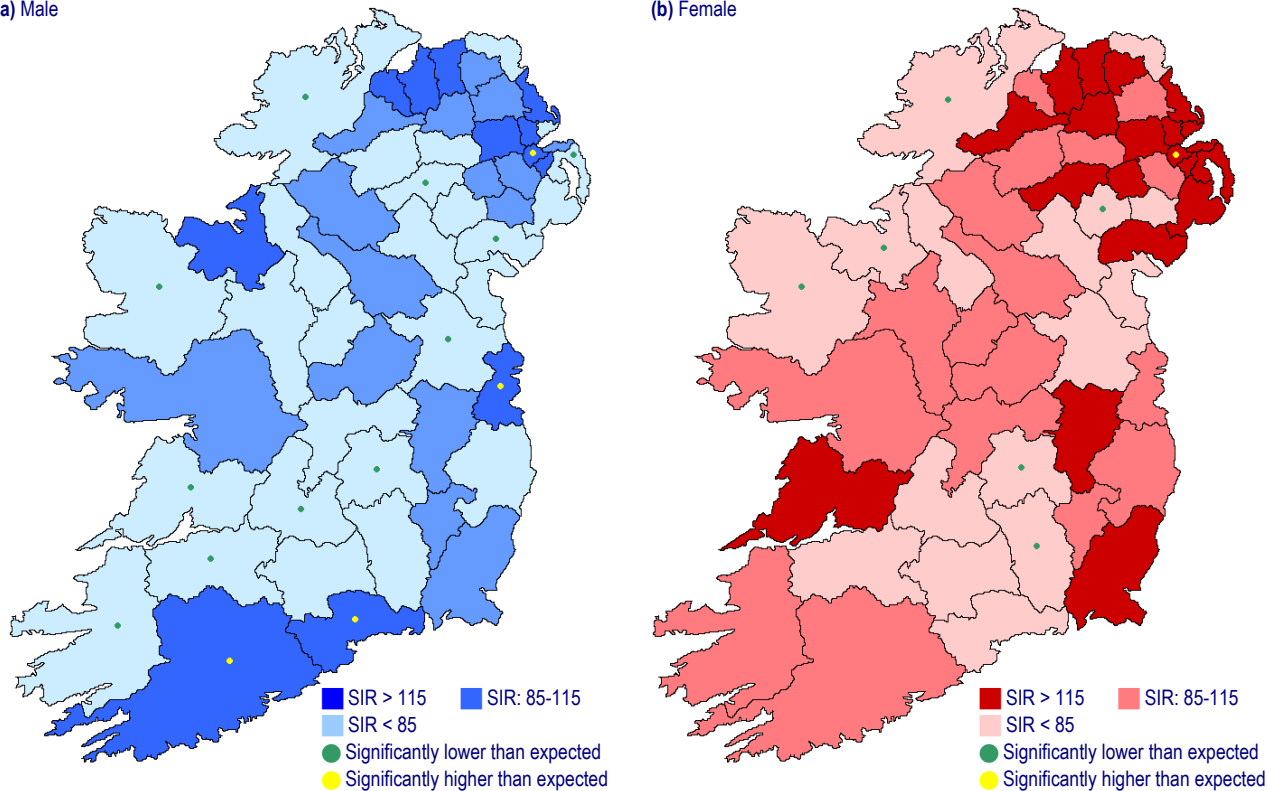 a) Male
(b) Female
SIR > 115 SIR: 85-115
SIR < 85
Significantly lower than expected
Significantly higher than expected
SIR > 115 SIR: 85-115
SIR < 85
Significantly lower than expected
Significantly higher than expected